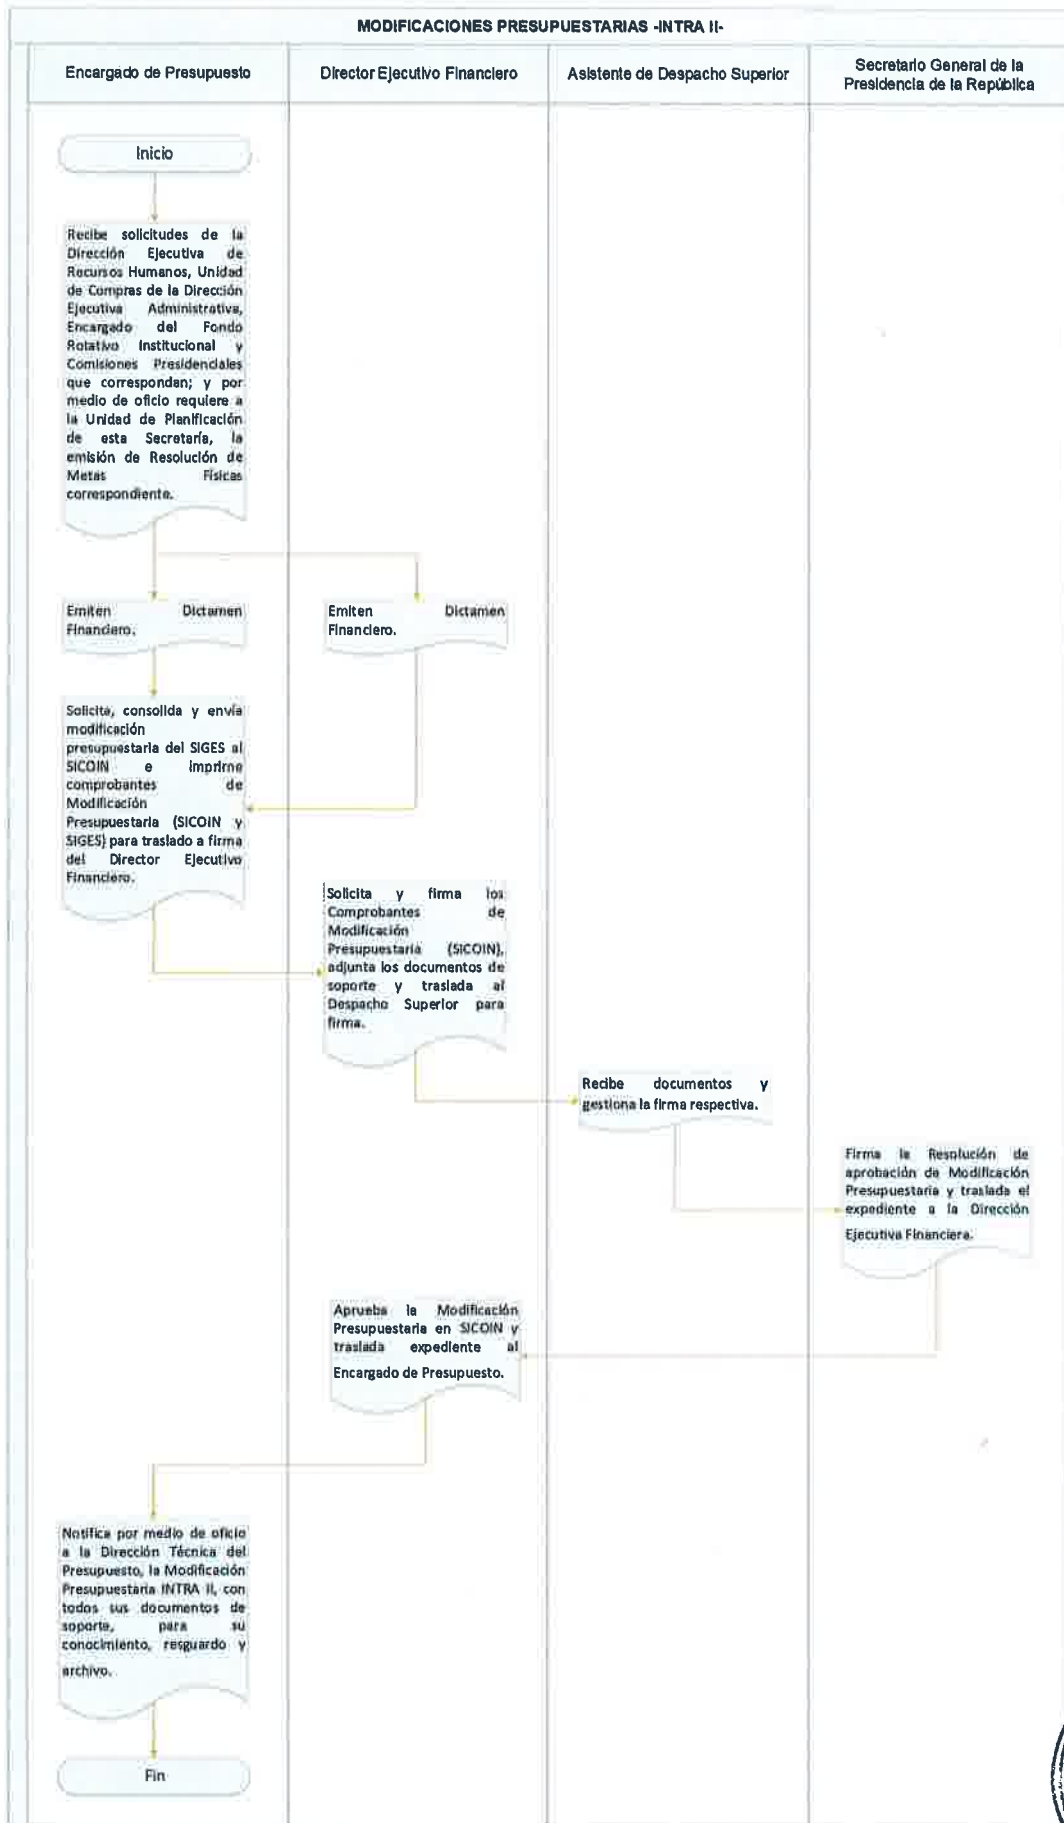 MODIFICACIONES PRESUPUESTARIAS -INTRA II-
Encargado de Presupuesto
Director Ejecutivo Financiero
Asistente de Despacho Superior
Secretario General de la
Presidencia de la República
Inicio
Recibe solicitudes de la
Dirección Ejecutiva de
Recursos Humanos, Unidad
de Compras de la Dirección
Ejecutiva Administrativa,
Encargado del Fondo
Rotativo Institucional y
Comisiones Presidenciales
que correspondan; y por
medio de oficio requiere a
la Unidad de Planificación
de esta Secretaría, la
emisión de Resolución de
Metas Físicas
correspondiente.
Emiten Dictamen
Financiero.
Emiten Dictamen
Financiero.
Solicita, consolida y envía
modificación
presupuestaria del SIGES al
SICOIN e imprime
comprobantes de
Modificación
Presupuestaria (SICOIN y
SIGES) para traslado a firma
del Director Ejecutivo
Financiero.
Solicita y firma los
Comprobantes de
Modificación
Presupuestaria (SICOIN),
adjunta los documentos de
soporte y traslada al
Despacho Superior para
firma.
Recibe documentos y
gestiona la firma respectiva.
Firma la Resolución de
aprobación de Modificación
Presupuestaria y traslada el
expediente a la Dirección
Ejecutiva Financiera.
Aprueba la Modificación
Presupuestaria en SICOIN y
traslada expediente al
Encargado de Presupuesto.
Notifica por medio de oficio
a la Dirección Técnica del
Presupuesto, la Modificación
Presupuestaria INTRA II, con
todos sus documentos de
soporte, para su
conocimiento, resguardo y
archivo.
Fin